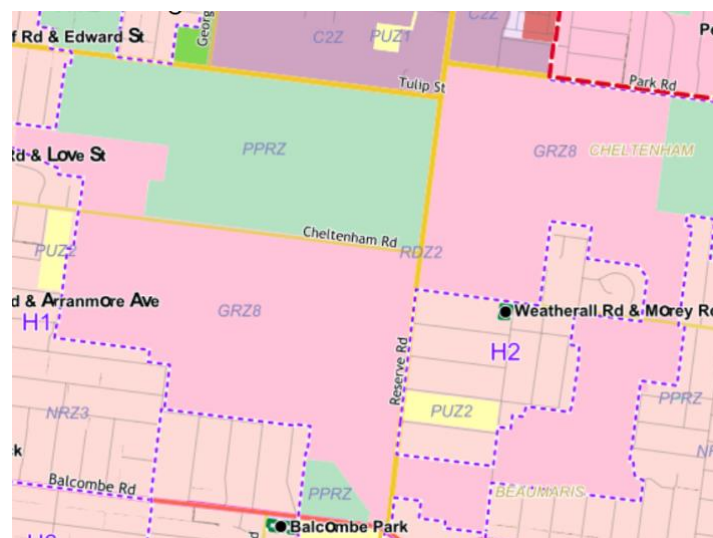 f Rd & Edward St
Georg
C2Z
PUZ1
C2Z
Tulip St
Park Rd
PPRZ
GRZ8
CHELTENHAM
Rd & Love St
Cheltenham Rd
RDZ2
PUZ2
d & Arranmore Ave
GRZ8
Weatherall Rd & Morey Rd
H1
H2
Reserve Rd
PUZ2
PPRZ
NRZ3
k
Balcombe Rd
PPRZ
BEAUMARIS
Balcombe Park